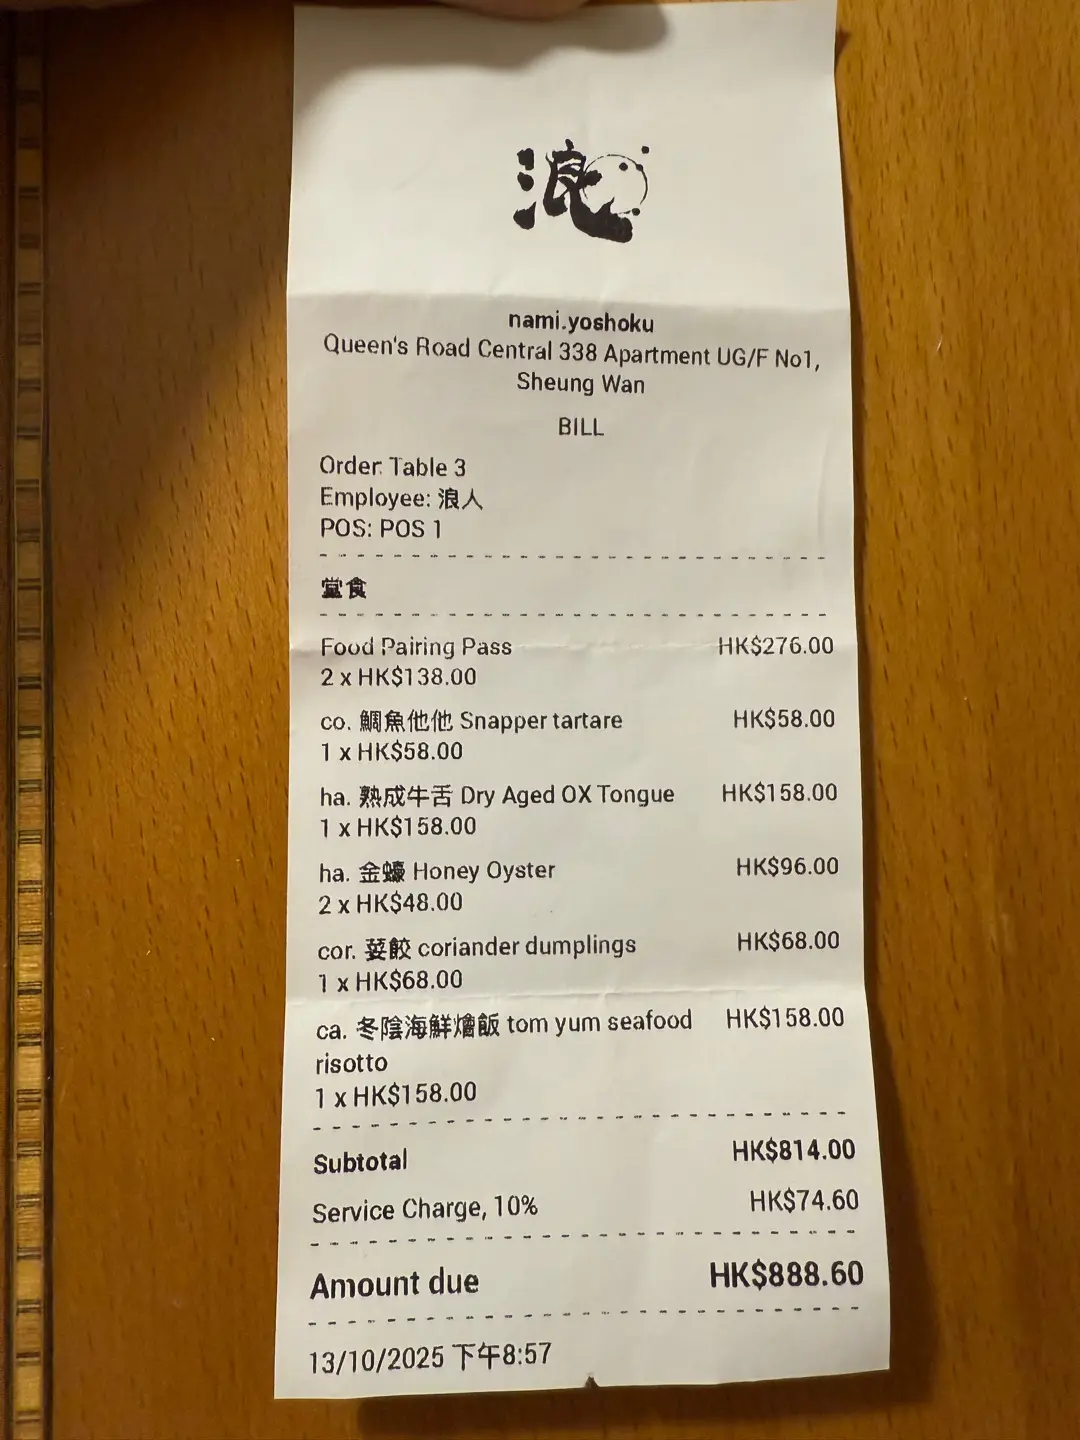 浪
nami.yoshoku
Queen's Road Central 338 Apartment UG/F No1,
Sheung Wan
BILL
Order: Table 3
Employee: 浪人
POS: POS 1
堂食
Food Pairing Pass HK$276.00
2 x HK$138.00
co. 鯛魚他他 Snapper tartare HK$58.00
1 x HK$58.00
ha. 熟成牛舌 Dry Aged OX Tongue HK$158.00
1 x HK$158.00
ha. 金蠔 Honey Oyster HK$96.00
2 x HK$48.00
cor. 荽餃 coriander dumplings HK$68.00
1 x HK$68.00
ca. 冬陰海鮮燴飯 tom yum seafood HK$158.00
risotto
1 x HK$158.00
Subtotal HK$814.00
Service Charge, 10% HK$74.60
Amount due HK$888.60
13/10/2025 下午8:57